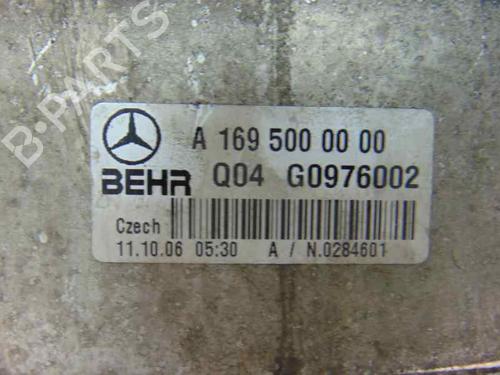 B-PARTS
A 169 500 00 00
BEHR Q04 G0976002
Czech
11.10.06 05:30 A / N.0284601